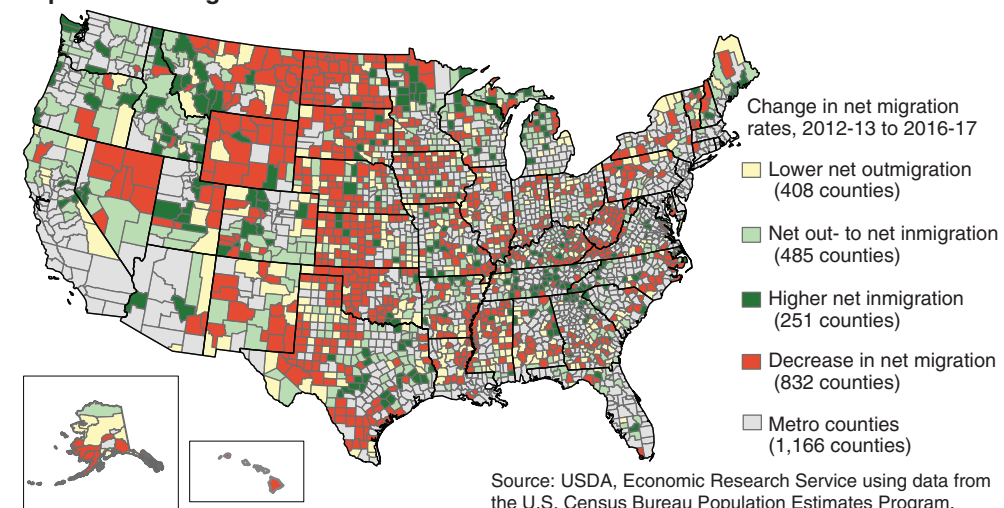 Change in net migration
rates, 2012-13 to 2016-17
Lower net outmigration
(408 counties)
Net out- to net inmigration
(485 counties)
Higher net inmigration
(251 counties)
Decrease in net migration
(832 counties)
Metro counties
(1,166 counties)
Source: USDA, Economic Research Service using data from
the U.S. Census Bureau Population Estimates Program.